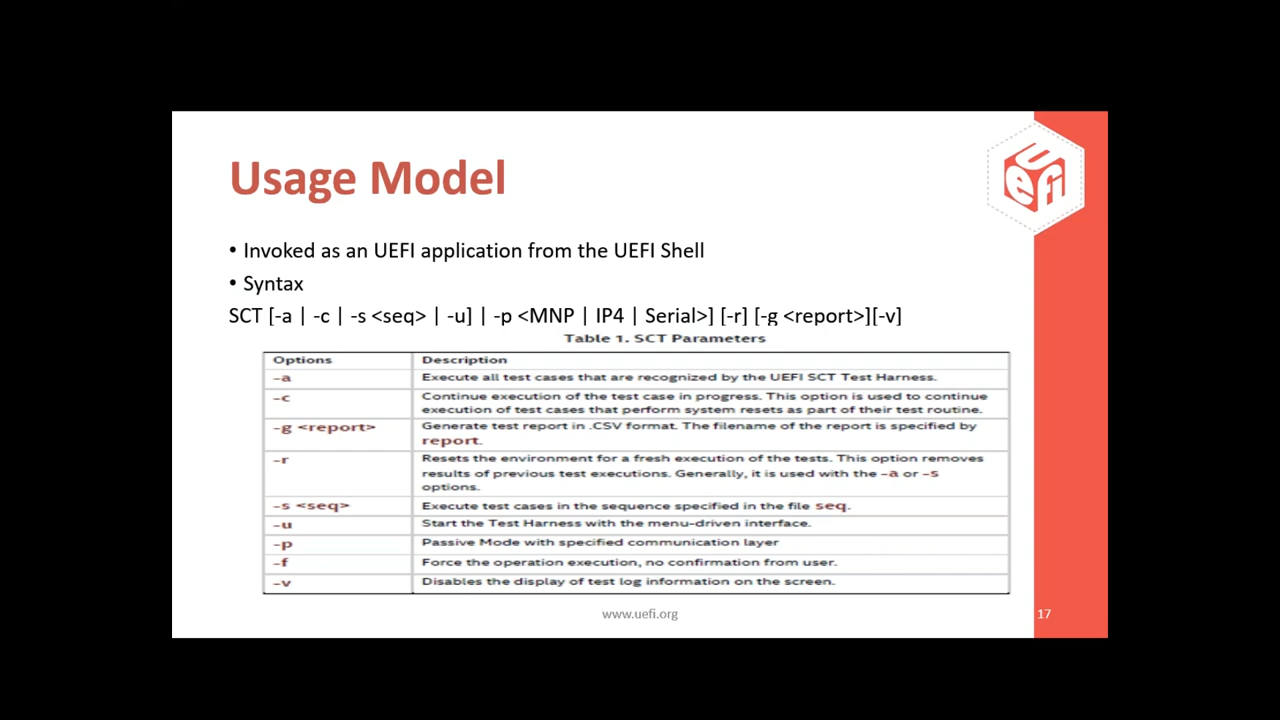 Usage Model
• Invoked as an UEFI application from the UEFI Shell
• Syntax
SCT [-a | -c | -s <seq> | -u] | -p <MNP | IP4 | Serial>] [-r] [-g <report>][-v]
Table 1. SCT Parameters
Options Description
-a Execute all test cases that are recognized by the UEFI SCT Test Harness.
-c Continue execution of the test case in progress. This option is used to continue
execution of test cases that perform system resets as part of their test routine.
-g <report> Generate test report in .CSV format. The filename of the report is specified by
report.
-r Resets the environment for a fresh execution of the tests. This option removes
results of previous test executions. Generally, it is used with the -a or -s
options.
-s <seq> Execute test cases in the sequence specified in the file seq.
-u Start the Test Harness with the menu-driven interface.
-p Passive Mode with specified communication layer
-f Force the operation execution, no confirmation from user.
-v Disables the display of test log information on the screen.
www.uefi.org
17
uefi